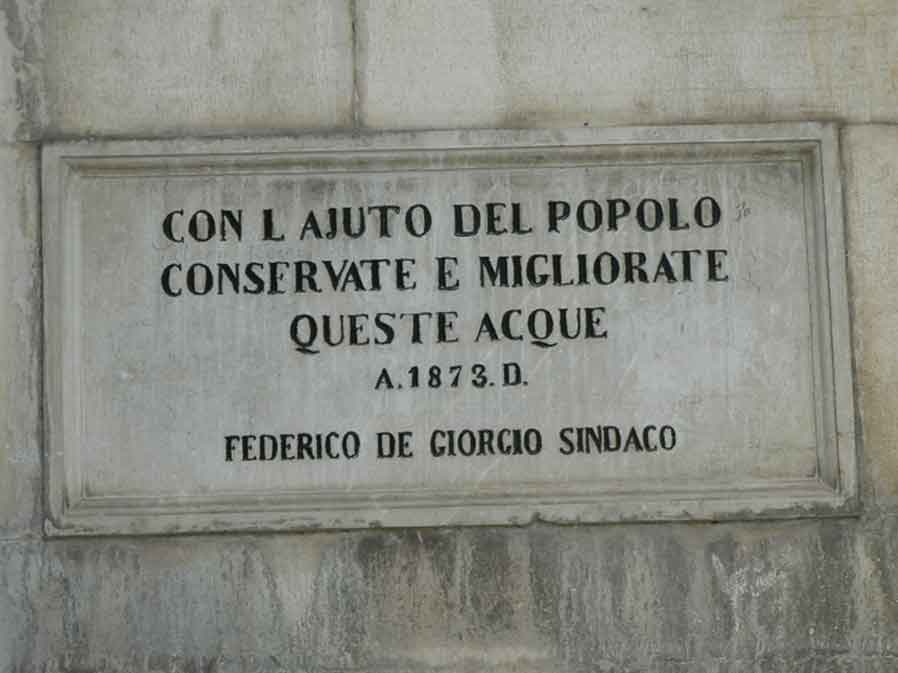 CON L AJUTO DEL POPOLO
CONSERVATE E MIGLIORATE
QUESTE ACQUE
A.1873.D.
FEDERICO DE GIORGIO SINDACO